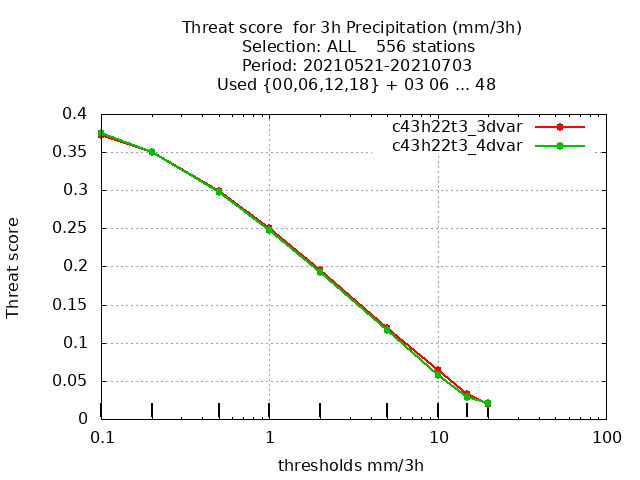 Threat score  for 3h Precipitation (mm/3h)
Selection: ALL    556 stations
Period: 20210521-20210703
Used {00,06,12,18} + 03 06 ... 48
c43h22t3_3dvar
c43h22t3_4dvar
Threat score
0.4
0.35
0.3
0.25
0.2
0.15
0.1
0.05
0
0.1
1
10
100
thresholds mm/3h